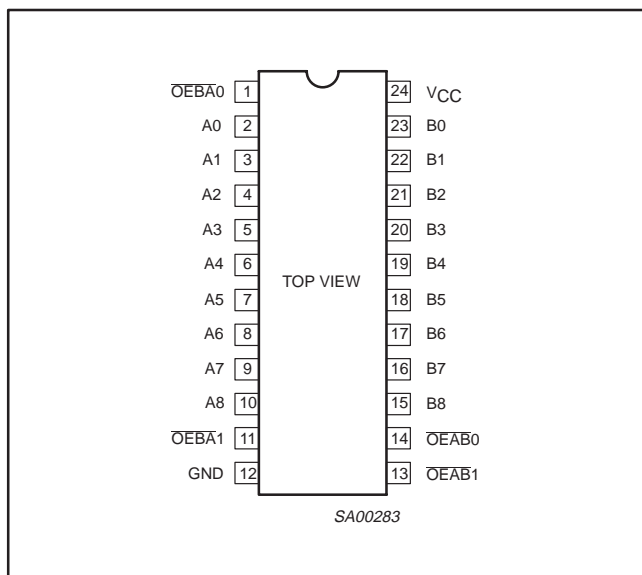 OEBA0 1 24 VCC
A0 2 23 B0
A1 3 22 B1
A2 4 21 B2
A3 5 20 B3
A4 6 19 B4
TOP VIEW
A5 7 18 B5
A6 8 17 B6
A7 9 16 B7
A8 10 15 B8
OEBA1 11 14 OEAB0
GND 12 13 OEAB1
SA00283